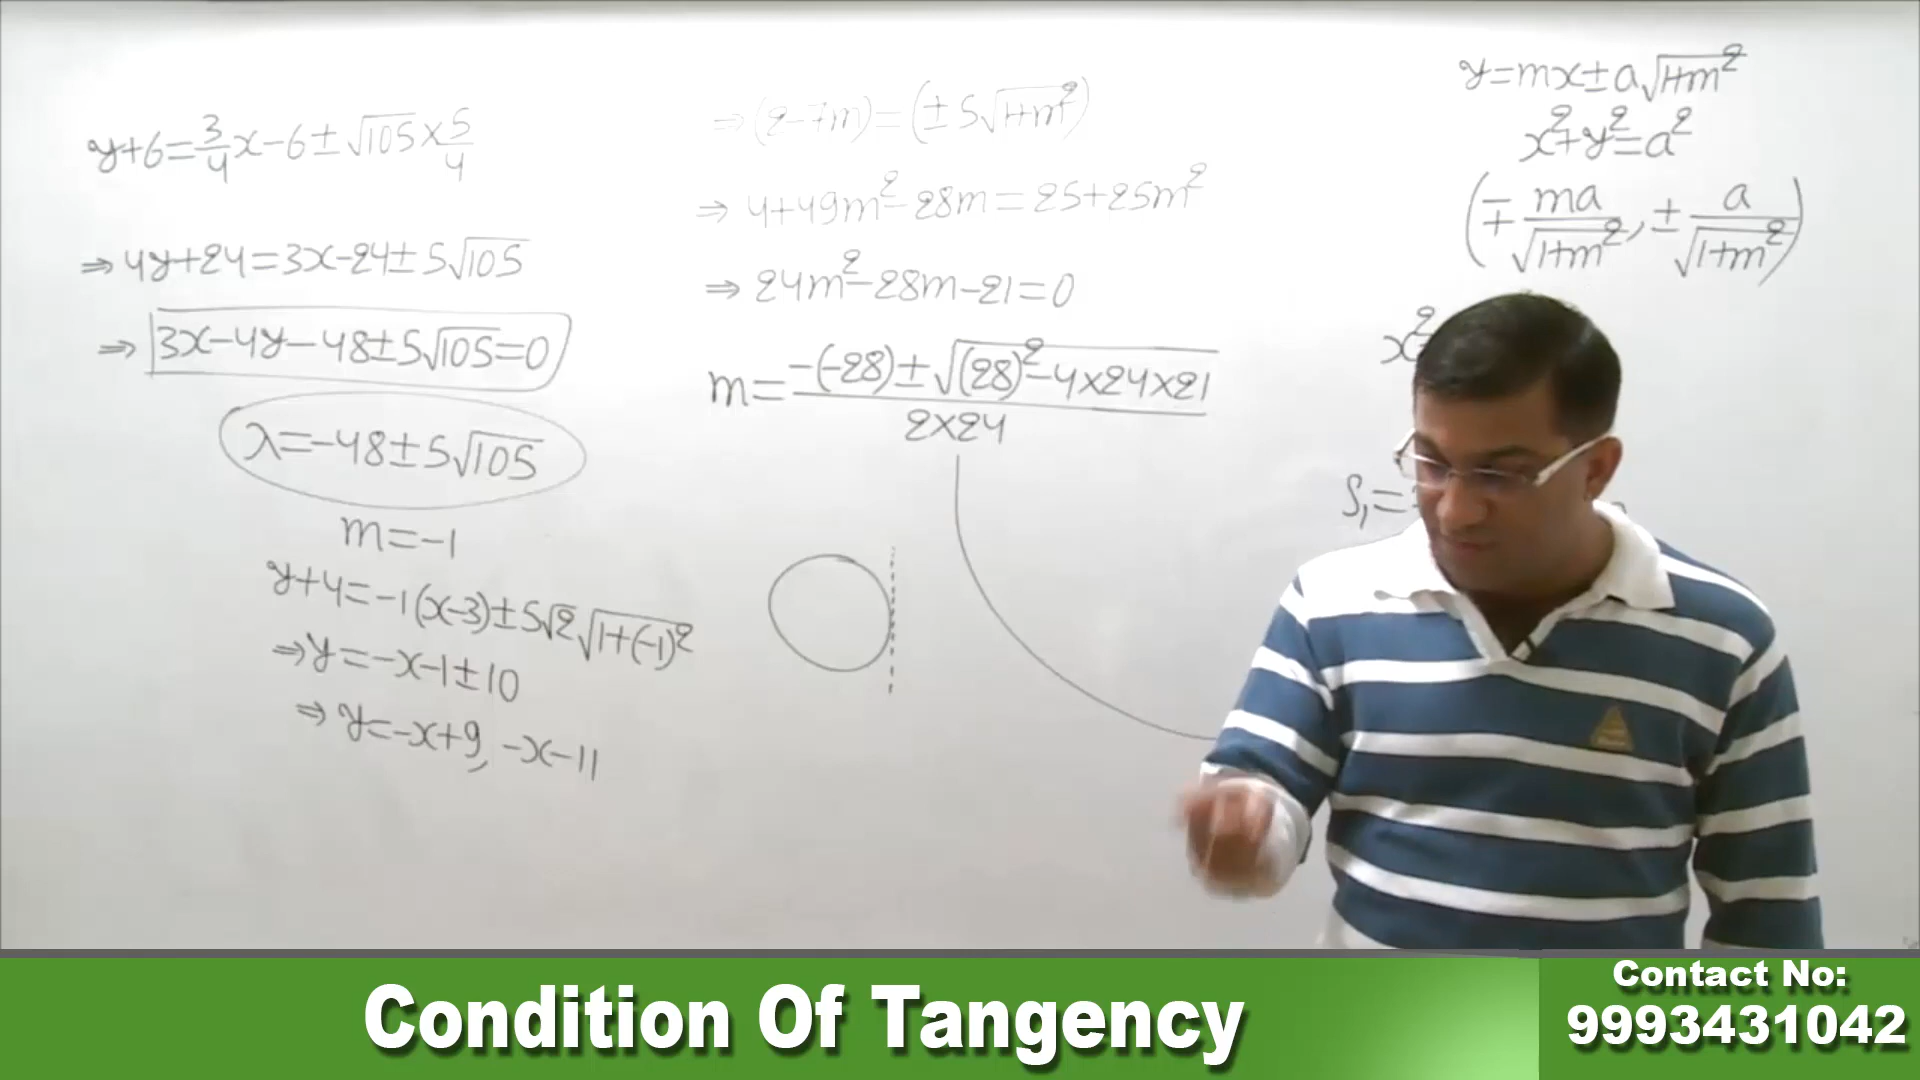 y+6=3/4x-6±√105×5/4
⇒4y+24=3x-24±5√105
⇒3x-4y-48±5√105=0
λ=-48±5√105
m=-1
y+4=-1(x-3)±5√2√1+(-1)²
⇒y=-x-1±10
⇒y=-x+9, -x-11
⇒(2-7m)=(±5√1+m²)
⇒4+49m²-28m=25+25m²
⇒24m²-28m-21=0
m=-(-28)±√(28)²-4×24×21/2×24
y=mx±a√1+m²
x²+y²=a²
(∓ma/√1+m², ±a/√1+m²)
x²
S₁=
Condition Of Tangency
Contact No:
9993431042